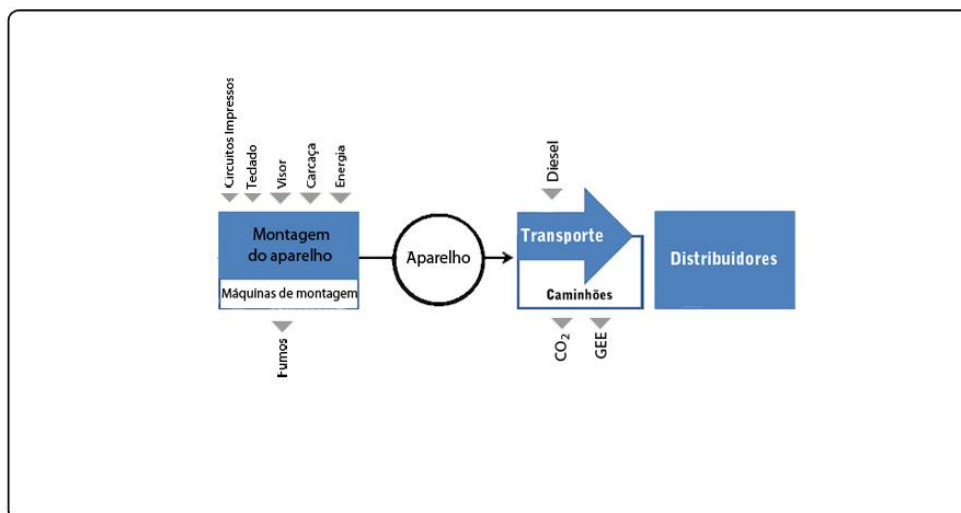 Circuitos Impressos
Teclado
Visor
Carcaça
Energia
Montagem
do aparelho
Máquinas de montagem
Fumos
Aparelho
Diesel
Transporte
Caminhões
CO₂
GEE
Distribuidores